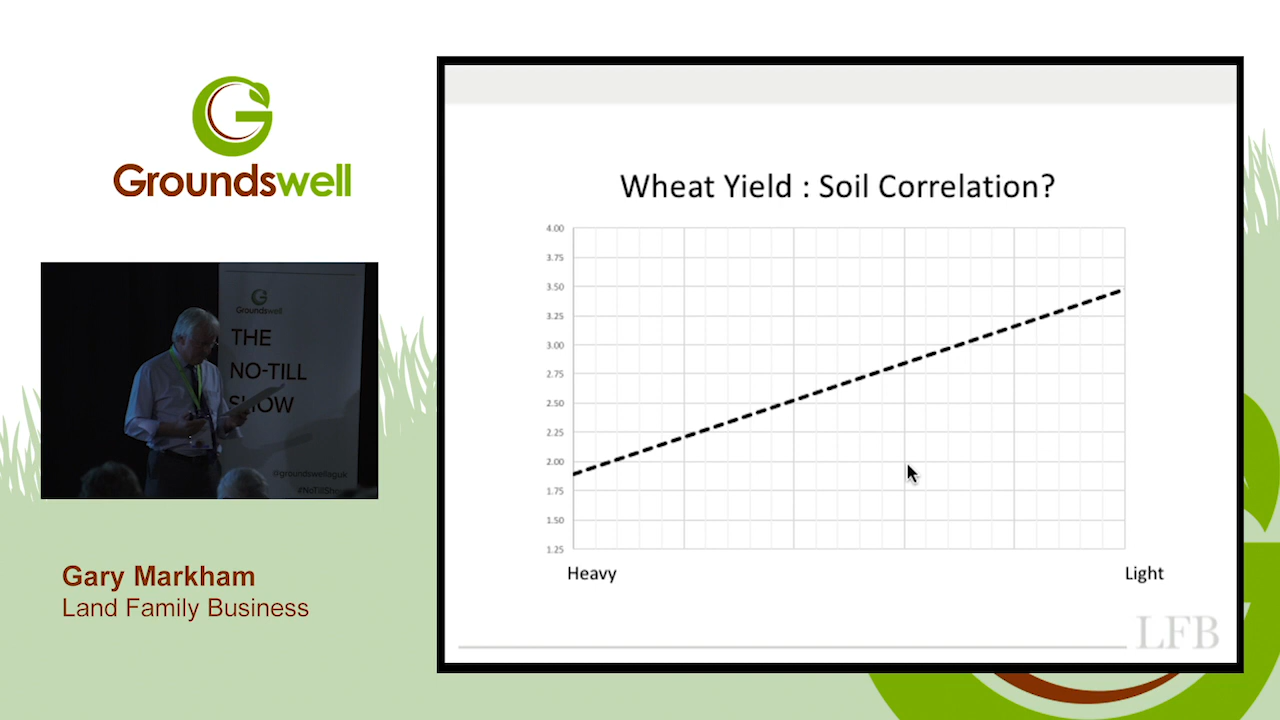 Groundswell
Groundswell
THE
NO-TILL
SHOW
@groundswellaguk
#NoTillShow
Gary Markham
Land Family Business
Wheat Yield : Soil Correlation?
4.00
3.75
3.50
3.25
3.00
2.75
2.50
2.25
2.00
1.75
1.50
1.25
Heavy Light
LFB